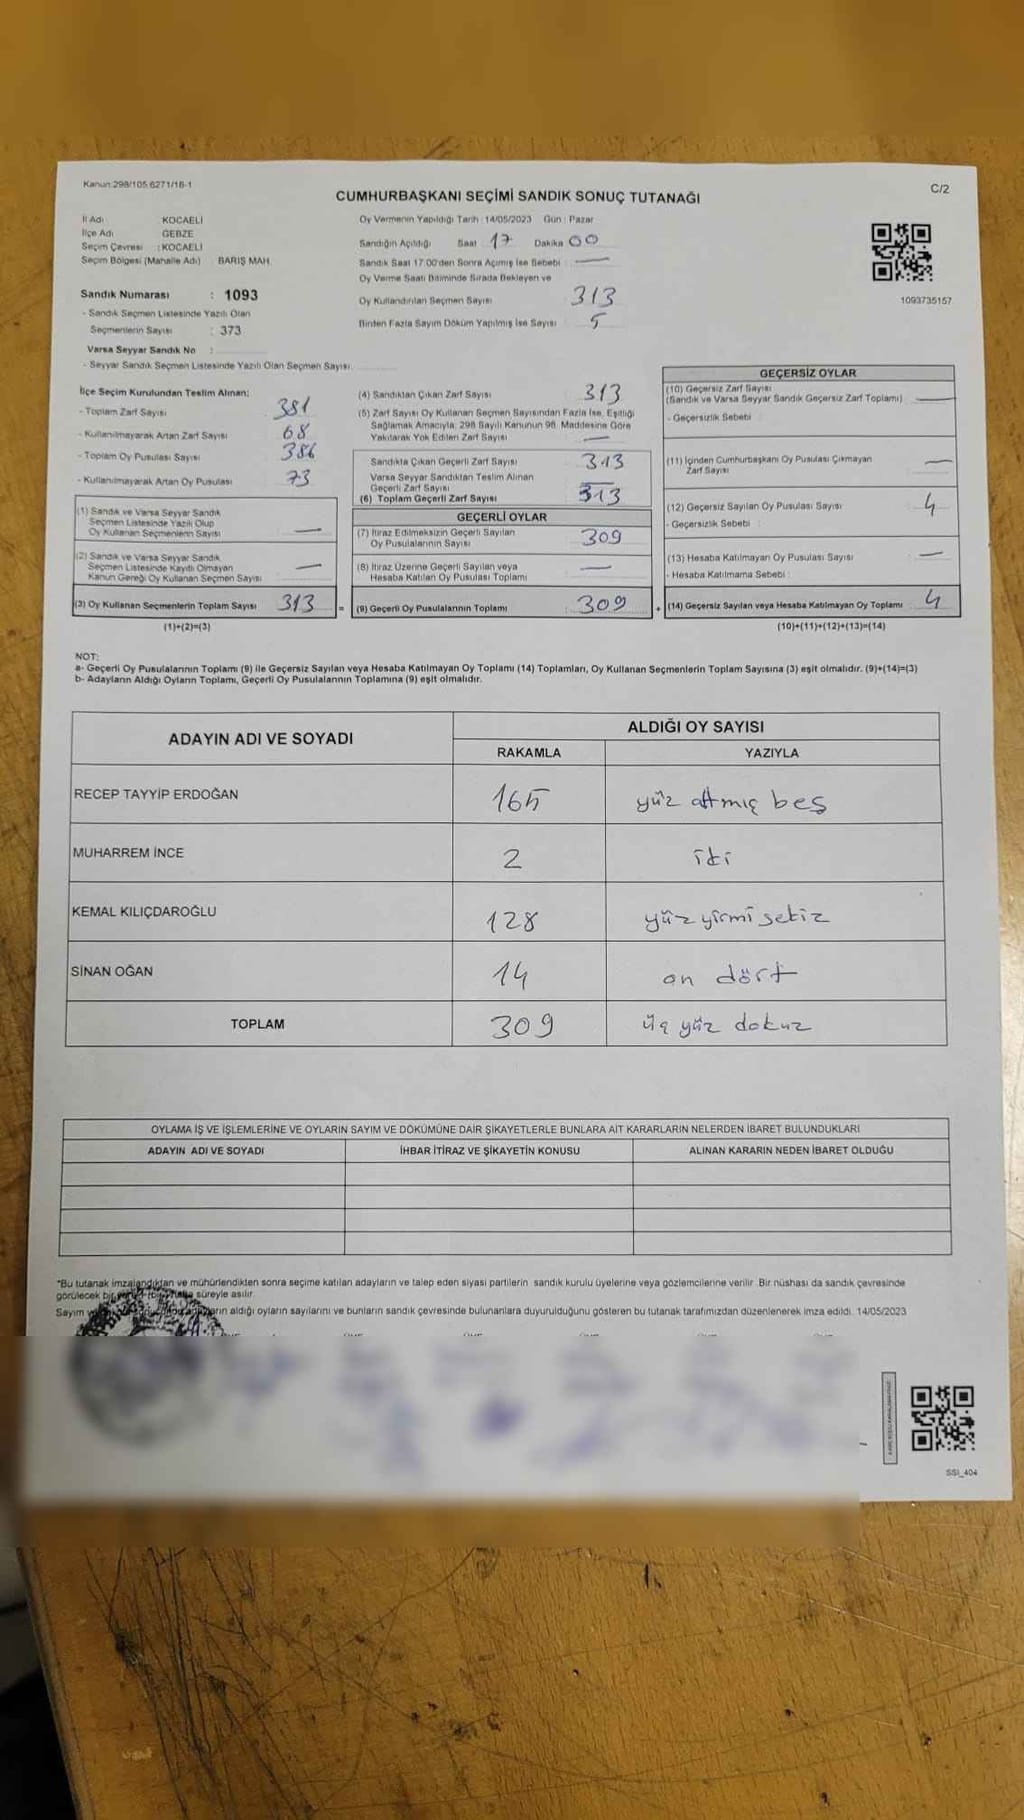 Kanun:298/105.6271/18-1
C/2
CUMHURBAŞKANI SEÇİMİ SANDIK SONUÇ TUTANAĞI
İl Adı : KOCAELİ
İlçe Adı : GEBZE
Seçim Çevresi : KOCAELİ
Seçim Bölgesi (Mahalle Adı) : BARIŞ MAH.
Sandık Numarası : 1093
- Sandık Seçmen Listesinde Yazılı Olan
Seçmenlerin Sayısı : 373
Varsa Seyyar Sandık No :
- Seyyar Sandık Seçmen Listesinde Yazılı Olan Seçmen Sayısı
Oy Vermenin Yapıldığı Tarih : 14/05/2023 Gün : Pazar
Sandığın Açıldığı Saat 17 Dakika 00
Sandık Saat 17:00'den Sonra Açılmış İse Sebebi : —
Oy Verme Saati Bitiminde Sırada Bekleyen ve
Oy Kullandırılan Seçmen Sayısı 313
Birden Fazla Sayım Döküm Yapılmış İse Sayısı 5
1093735157
İlçe Seçim Kurulundan Teslim Alınan:
- Toplam Zarf Sayısı 381
- Kullanılmayarak Artan Zarf Sayısı 68
- Toplam Oy Pusulası Sayısı 386
- Kullanılmayarak Artan Oy Pusulası 73
(1) Sandık ve Varsa Seyyar Sandık
Seçmen Listesinde Yazılı Olup
Oy Kullanan Seçmenlerin Sayısı —
(2) Sandık ve Varsa Seyyar Sandık
Seçmen Listesinde Kayıtlı Olmayan
Kanun Gereği Oy Kullanan Seçmen Sayısı —
(3) Oy Kullanan Seçmenlerin Toplam Sayısı 313 =
(1)+(2)=(3)
(4) Sandıktan Çıkan Zarf Sayısı 313
(5) Zarf Sayısı Oy Kullanan Seçmen Sayısından Fazla İse, Eşitliği
Sağlamak Amacıyla, 298 Sayılı Kanunun 98. Maddesine Göre
Yakılarak Yok Edilen Zarf Sayısı —
Sandıkta Çıkan Geçerli Zarf Sayısı 313
Varsa Seyyar Sandıktan Teslim Alınan
Geçerli Zarf Sayısı —
(6) Toplam Geçerli Zarf Sayısı 313
GEÇERLİ OYLAR
(7) İtiraz Edilmeksizin Geçerli Sayılan
Oy Pusulalarının Sayısı 309
(8) İtiraz Üzerine Geçerli Sayılan veya
Hesaba Katılan Oy Pusulası Toplamı —
(9) Geçerli Oy Pusulalarının Toplamı 309 +
GEÇERSİZ OYLAR
(10) Geçersiz Zarf Sayısı
(Sandık ve Varsa Seyyar Sandık Geçersiz Zarf Toplamı) —
- Geçersizlik Sebebi :
(11) İçinden Cumhurbaşkanı Oy Pusulası Çıkmayan
Zarf Sayısı —
(12) Geçersiz Sayılan Oy Pusulası Sayısı 4
- Geçersizlik Sebebi :
(13) Hesaba Katılmayan Oy Pusulası Sayısı —
- Hesaba Katılmama Sebebi :
(14) Geçersiz Sayılan veya Hesaba Katılmayan Oy Toplamı 4
(10)+(11)+(12)+(13)=(14)
NOT:
a- Geçerli Oy Pusulalarının Toplamı (9) ile Geçersiz Sayılan veya Hesaba Katılmayan Oy Toplamı (14) Toplamları, Oy Kullanan Seçmenlerin Toplam Sayısına (3) eşit olmalıdır. (9)+(14)=(3)
b- Adayların Aldığı Oyların Toplamı, Geçerli Oy Pusulalarının Toplamına (9) eşit olmalıdır.
ADAYIN ADI VE SOYADI ALDIĞI OY SAYISI
RAKAMLA YAZIYLA
RECEP TAYYİP ERDOĞAN 165 yüz altmış beş
MUHARREM İNCE 2 iki
KEMAL KILIÇDAROĞLU 128 yüz yirmi sekiz
SİNAN OĞAN 14 on dört
TOPLAM 309 üç yüz dokuz
OYLAMA İŞ VE İŞLEMLERİNE VE OYLARIN SAYIM VE DÖKÜMÜNE DAİR ŞİKAYETLERLE BUNLARA AİT KARARLARIN NELERDEN İBARET BULUNDUKLARI
ADAYIN ADI VE SOYADI İHBAR İTİRAZ VE ŞİKAYETİN KONUSU ALINAN KARARIN NEDEN İBARET OLDUĞU
*Bu tutanak imzalandıktan ve mühürlendikten sonra seçime katılan adayların ve talep eden siyasi partilerin sandık kurulu üyelerine veya gözlemcilerine verilir. Bir nüshası da sandık çevresinde
görülecek bir süreyle asılır.
Sayım aldığı oyların sayılarını ve bunların sandık çevresinde bulunanlara duyurulduğunu gösteren bu tutanak tarafımızdan düzenlenerek imza edildi. 14/05/2023
SSI_404